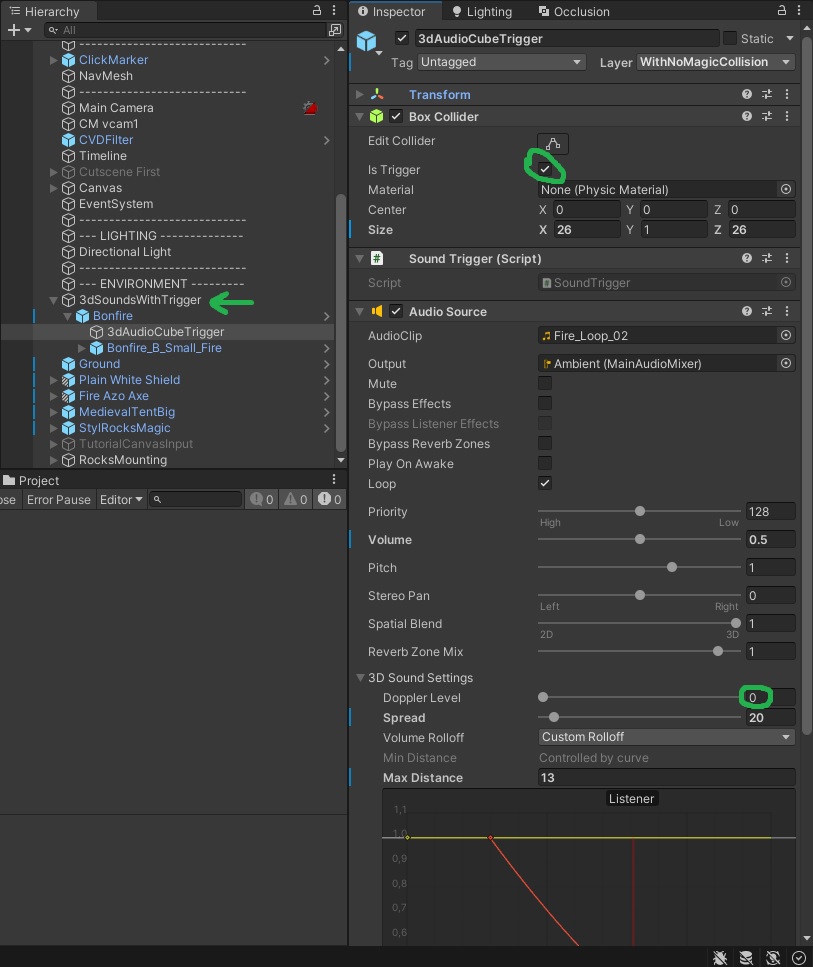 Hierarchy
All
-------------------------
ClickMarker
NavMesh
-------------------------
Main Camera
CM vcam1
CVDFilter
Timeline
Cutscene First
Canvas
EventSystem
-------------------------
--- LIGHTING -------------
Directional Light
-------------------------
--- ENVIRONMENT ---------
3dSoundsWithTrigger
Bonfire
3dAudioCubeTrigger
Bonfire_B_Small_Fire
Ground
Plain White Shield
Fire Azo Axe
MedievalTentBig
StylRocksMagic
TutorialCanvasInput
RocksMounting
Project
ose Error Pause Editor 0 0 0
Inspector Lighting Occlusion
3dAudioCubeTrigger Static
Tag Untagged Layer WithNoMagicCollision
Transform
Box Collider
Edit Collider
Is Trigger
Material None (Physic Material)
Center X 0 Y 0 Z 0
Size X 26 Y 1 Z 26
# Sound Trigger (Script)
Script # SoundTrigger
Audio Source
AudioClip Fire_Loop_02
Output Ambient (MainAudioMixer)
Mute
Bypass Effects
Bypass Listener Effects
Bypass Reverb Zones
Play On Awake
Loop
Priority 128
High Low
Volume 0.5
Pitch 1
Stereo Pan 0
Left Right
Spatial Blend 1
2D 3D
Reverb Zone Mix 1
3D Sound Settings
Doppler Level 0
Spread 20
Volume Rolloff Custom Rolloff
Min Distance Controlled by curve
Max Distance 13
Listener
1,1
1,0
0,9
0,8
0,7
0,6